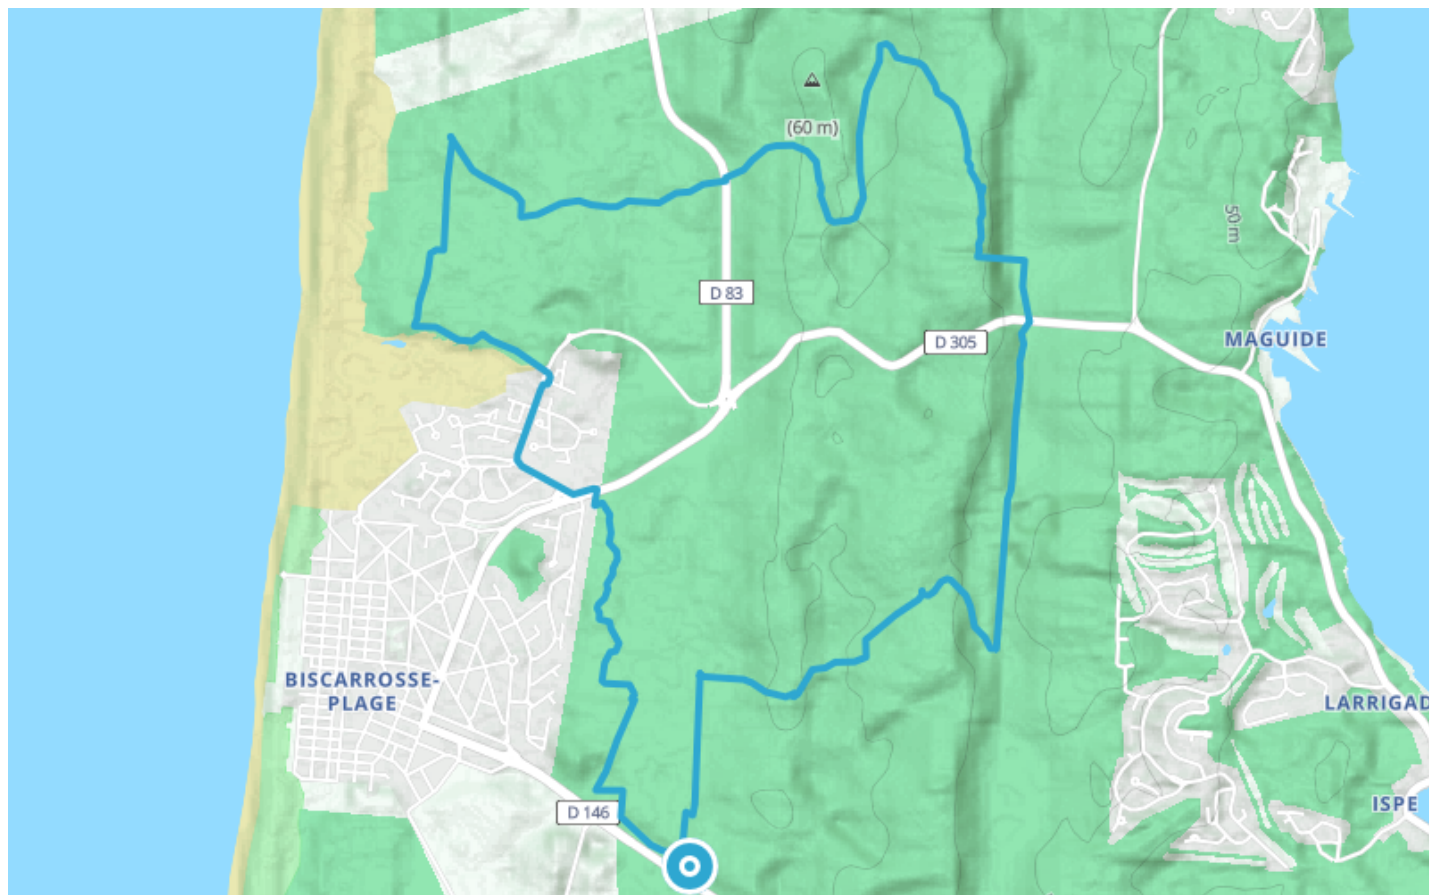 (60 m)
50 m
D 83
D 305
MAGUIDE
BISCARROSSE-
PLAGE
LARRIGAD
D 146
ISPE